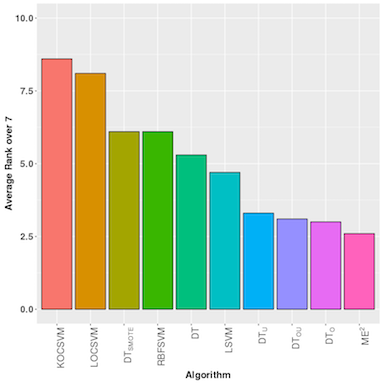 10.0
7.5
5.0
2.5
0.0
Average Rank over 7
KOCSVM
LOCSVM
DTSMOTE
RBFSVM
DT
LSVM
DTU
DTOU
DTO
ME2
Algorithm